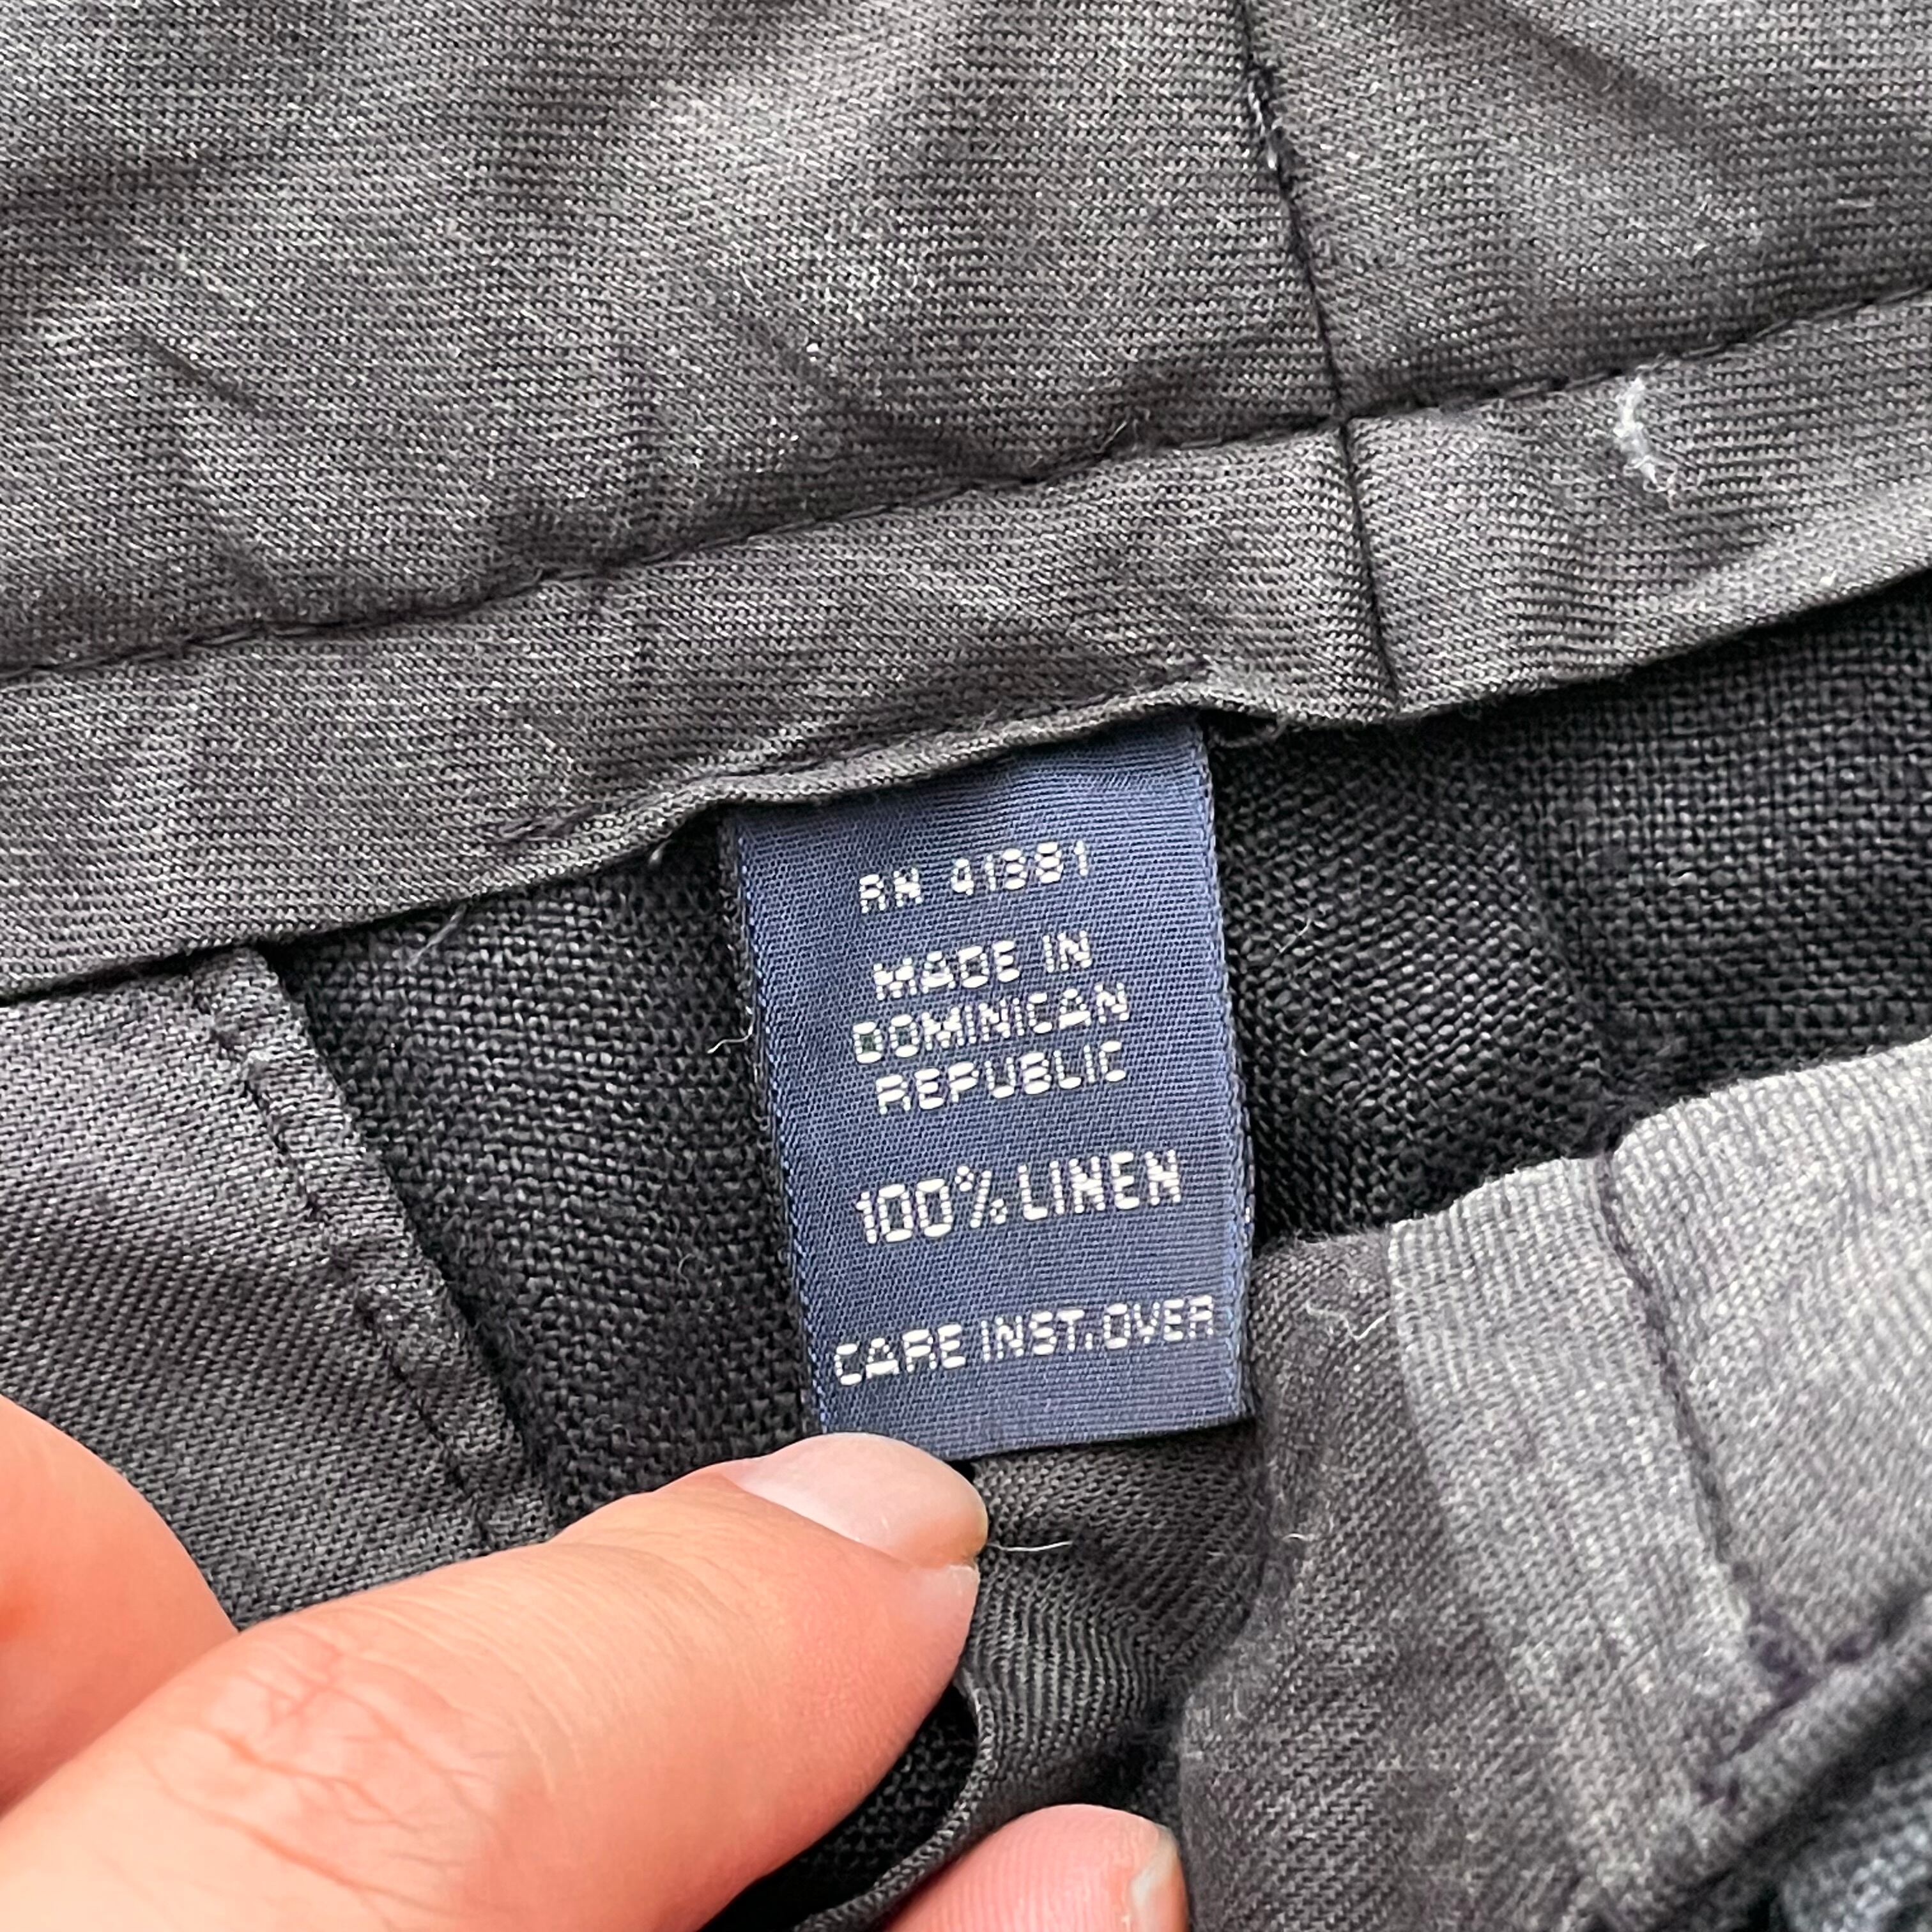 RN 41381
MADE IN
DOMINICAN
REPUBLIC
100% LINEN
CARE INST. OVER